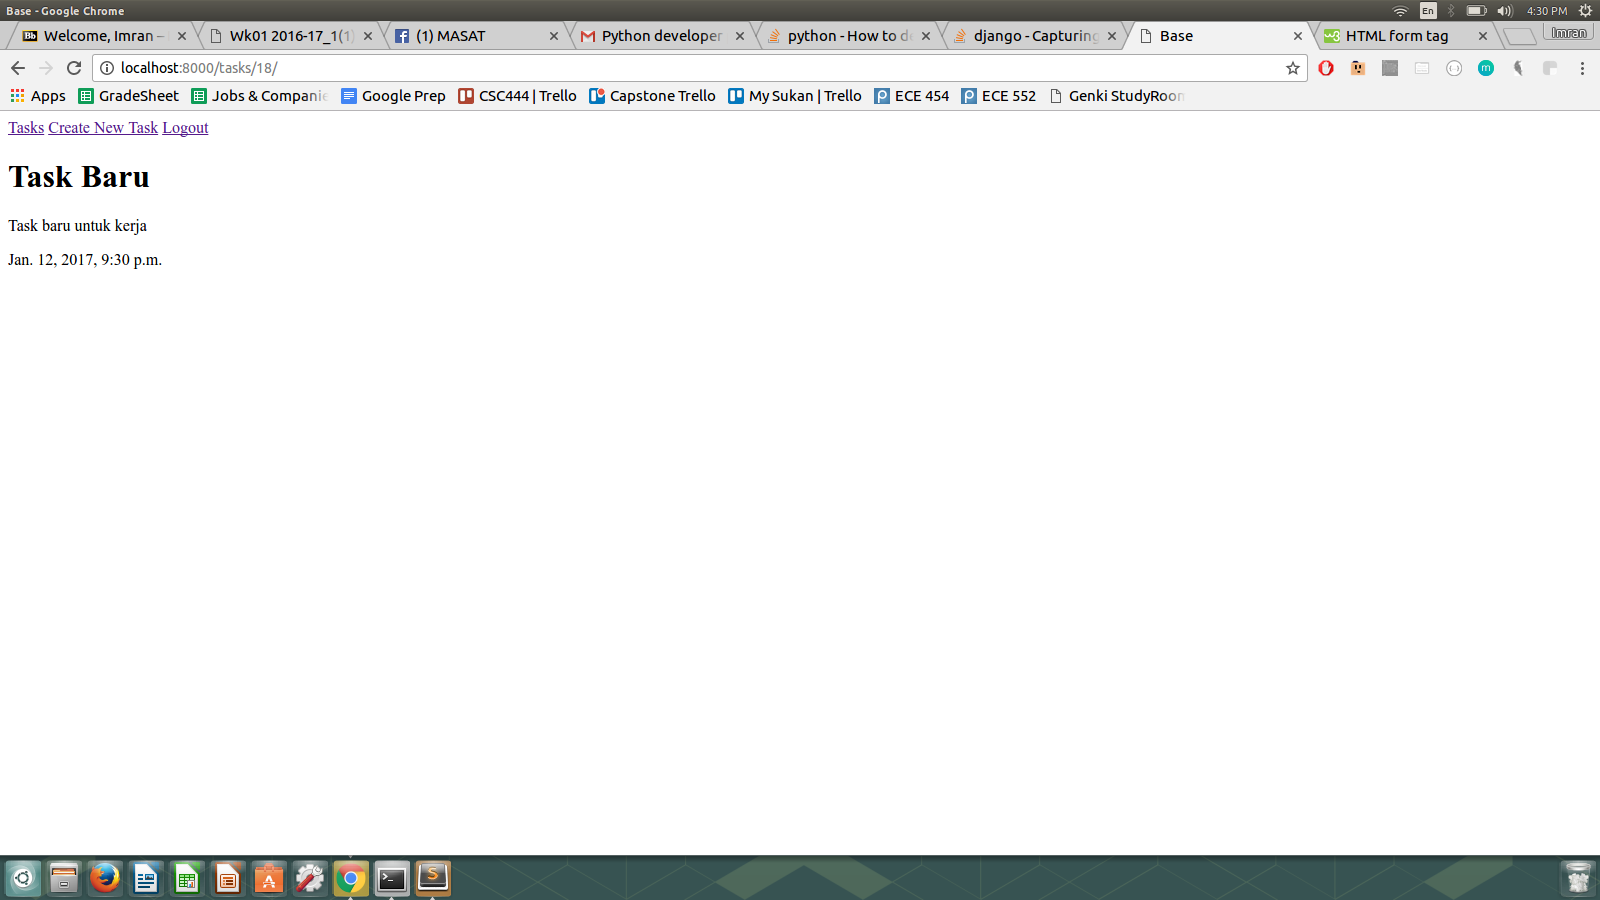 Base - Google Chrome
En
4:30 PM
Welcome, Imran –
Wk01 2016-17_1(1)
(1) MASAT
Python developer
python - How to d
django - Capturing
Base
HTML form tag
Imran
localhost:8000/tasks/18/
Apps
GradeSheet
Jobs & Companie
Google Prep
CSC444 | Trello
Capstone Trello
My Sukan | Trello
ECE 454
ECE 552
Genki StudyRoom
Tasks Create New Task Logout
Task Baru
Task baru untuk kerja
Jan. 12, 2017, 9:30 p.m.